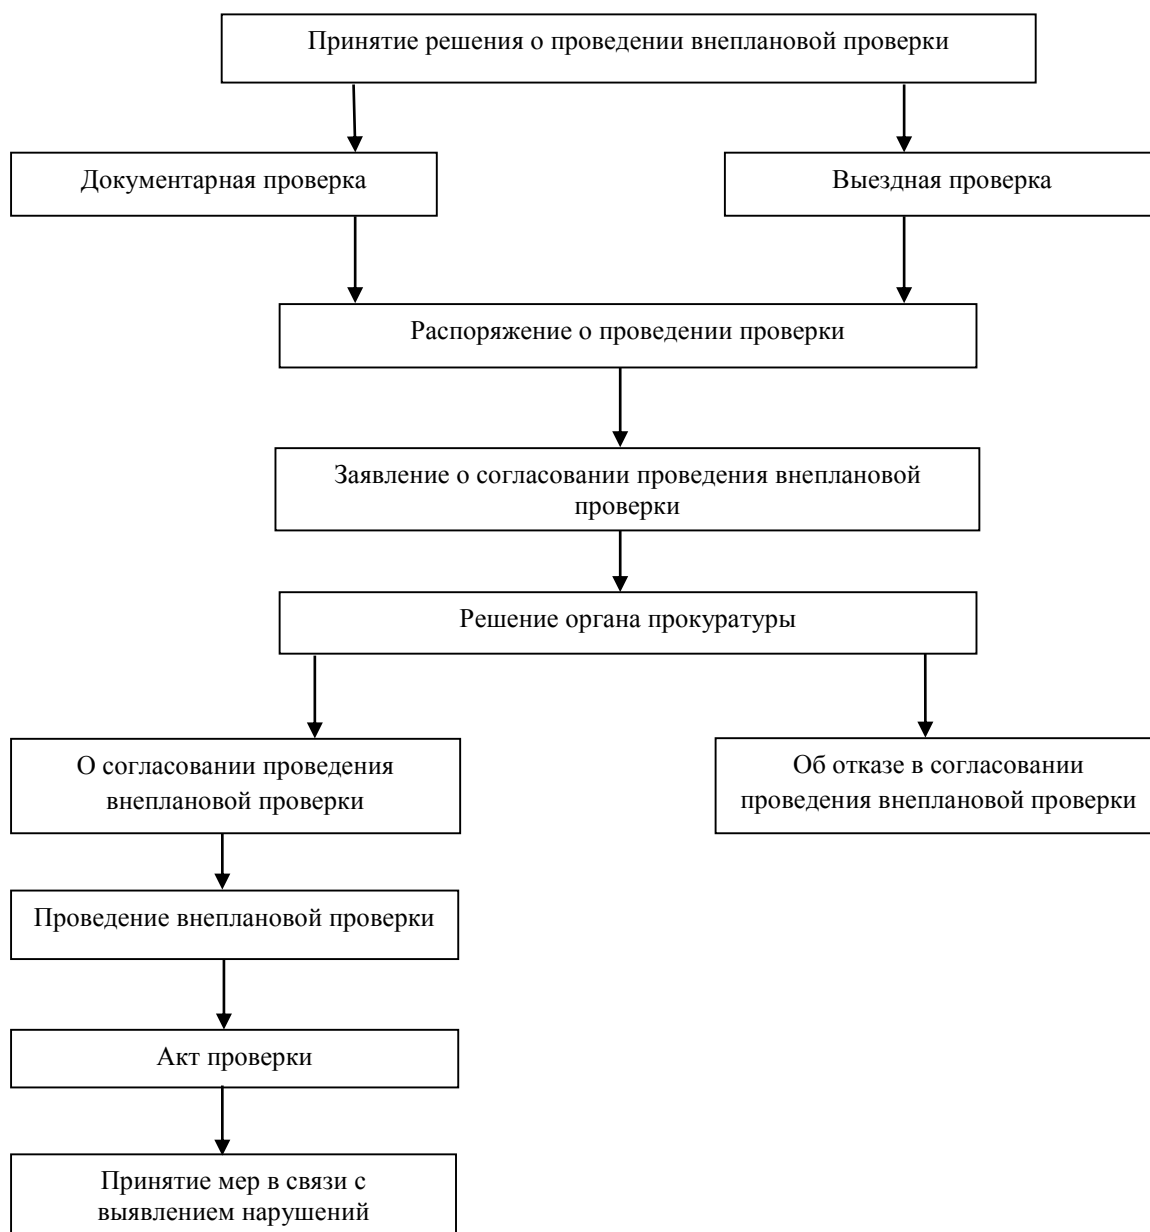 Принятие решения о проведении внеплановой проверки
Документарная проверка
Выездная проверка
Распоряжение о проведении проверки
Заявление о согласовании проведения внеплановой
проверки
Решение органа прокуратуры
О согласовании проведения
внеплановой проверки
Об отказе в согласовании
проведения внеплановой проверки
Проведение внеплановой проверки
Акт проверки
Принятие мер в связи с
выявлением нарушений